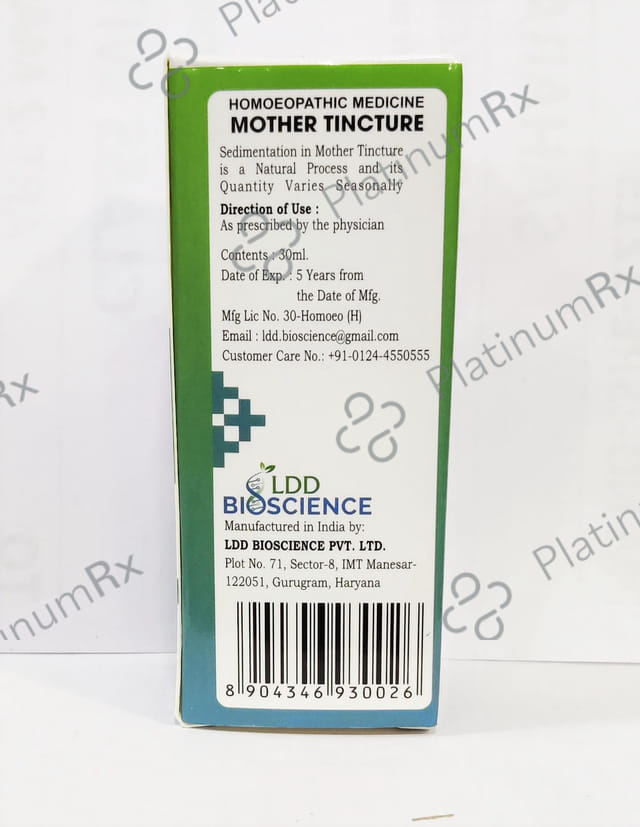 HOMOEOPATHIC MEDICINE
MOTHER TINCTURE
Sedimentation in Mother Tincture
is a Natural Process and its
Quantity Varies Seasonally
Direction of Use :
As prescribed by the physician
Contents : 30ml.
Date of Exp. : 5 Years from
the Date of Mfg.
Mfg Lic No. 30-Homoeo (H)
Email : ldd.bioscience@gmail.com
Customer Care No.: +91-0124-4550555
LDD
BIOSCIENCE
Manufactured in India by:
LDD BIOSCIENCE PVT. LTD.
Plot No. 71, Sector-8, IMT Manesar-
122051, Gurugram, Haryana
8 904346 930026
PlatinumRx
PlatinumRx
PlatinumRx